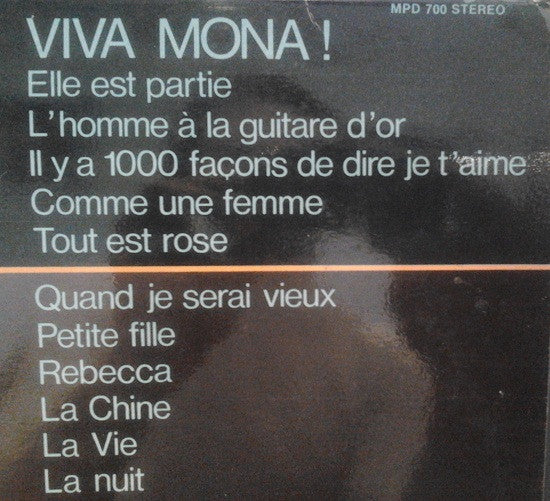 MPD 700 STEREO
VIVA MONA !
Elle est partie
L'homme à la guitare d'or
Il y a 1000 façons de dire je t'aime
Comme une femme
Tout est rose
Quand je serai vieux
Petite fille
Rebecca
La Chine
La Vie
La nuit